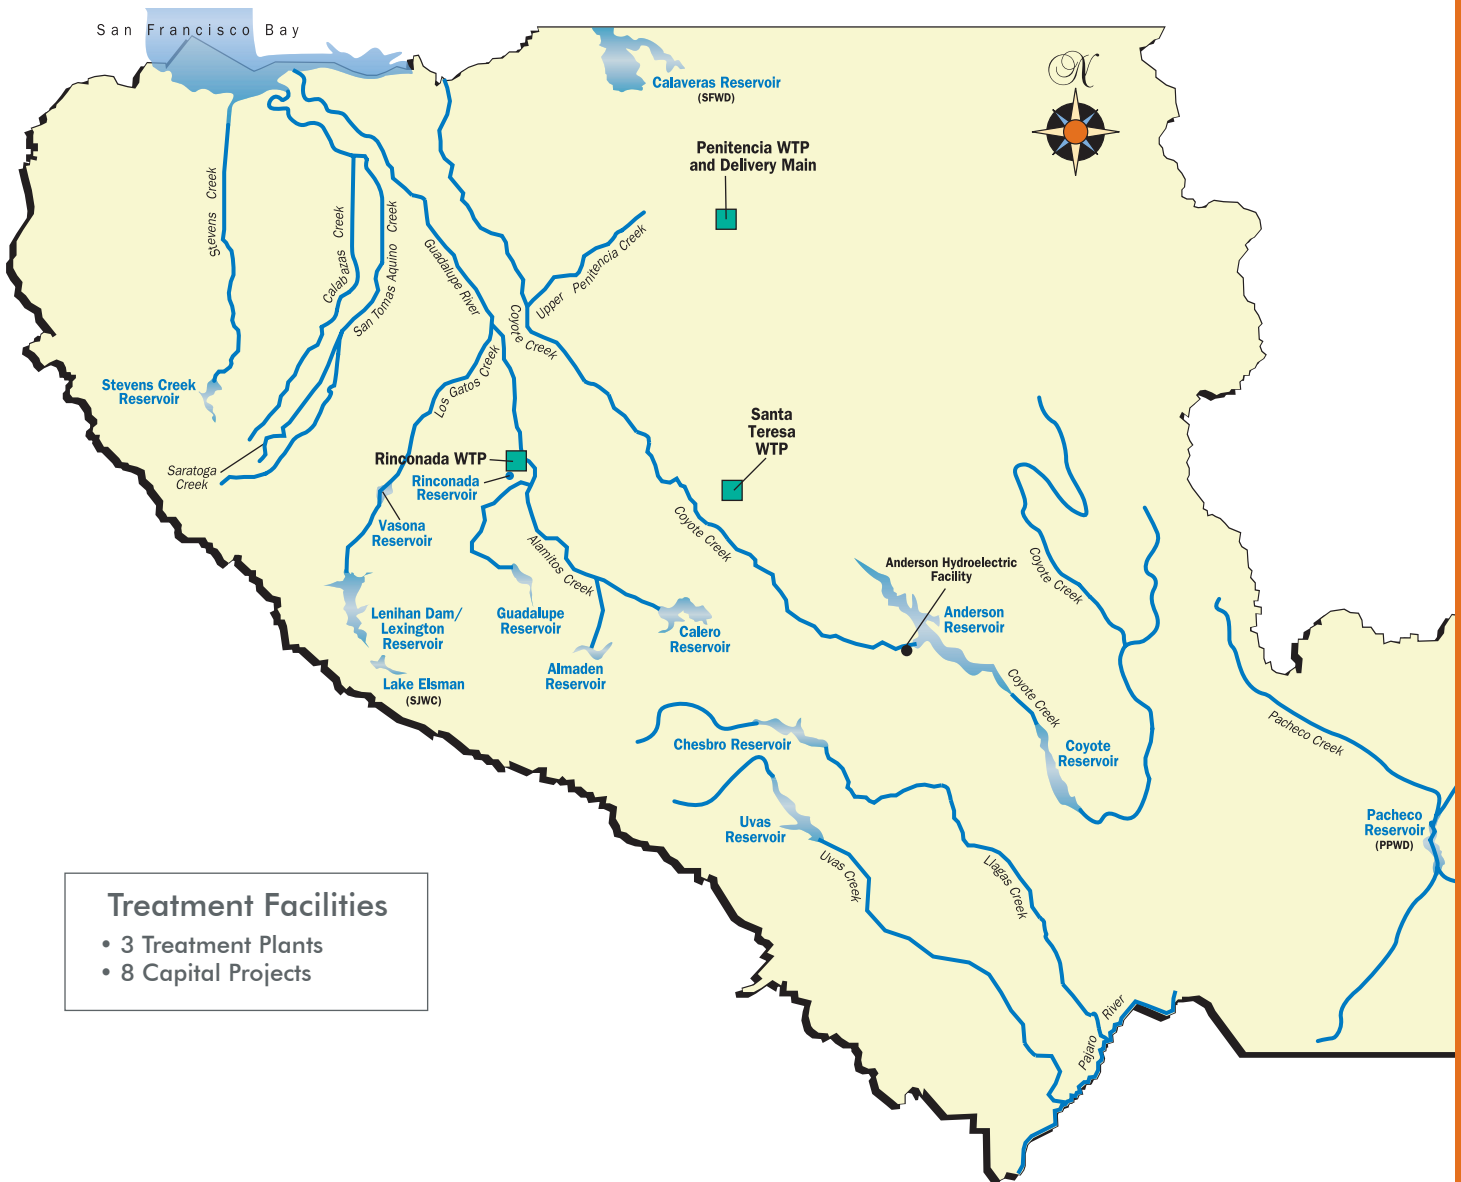 San Francisco Bay
N
Calaveras Reservoir
(SFWD)
Penitencia WTP
and Delivery Main
Stevens Creek
Calabazas Creek
San Tomas Aquino Creek
Guadalupe River
Upper Penitencia Creek
Coyote Creek
Los Gatos Creek
Stevens Creek
Reservoir
Saratoga
Creek
Rinconada WTP
Rinconada
Reservoir
Santa
Teresa
WTP
Vasona
Reservoir
Coyote Creek
Alamitos Creek
Anderson Hydroelectric
Facility
Coyote Creek
Anderson
Reservoir
Lenihan Dam/
Lexington
Reservoir
Guadalupe
Reservoir
Calero
Reservoir
Almaden
Reservoir
Lake Elsman
(SJWC)
Coyote Creek
Pacheco Creek
Chesbro Reservoir
Coyote
Reservoir
Uvas
Reservoir
Pacheco
Reservoir
(PPWD)
Uvas Creek
Llagas Creek
Pajaro River
Treatment Facilities
• 3 Treatment Plants
• 8 Capital Projects